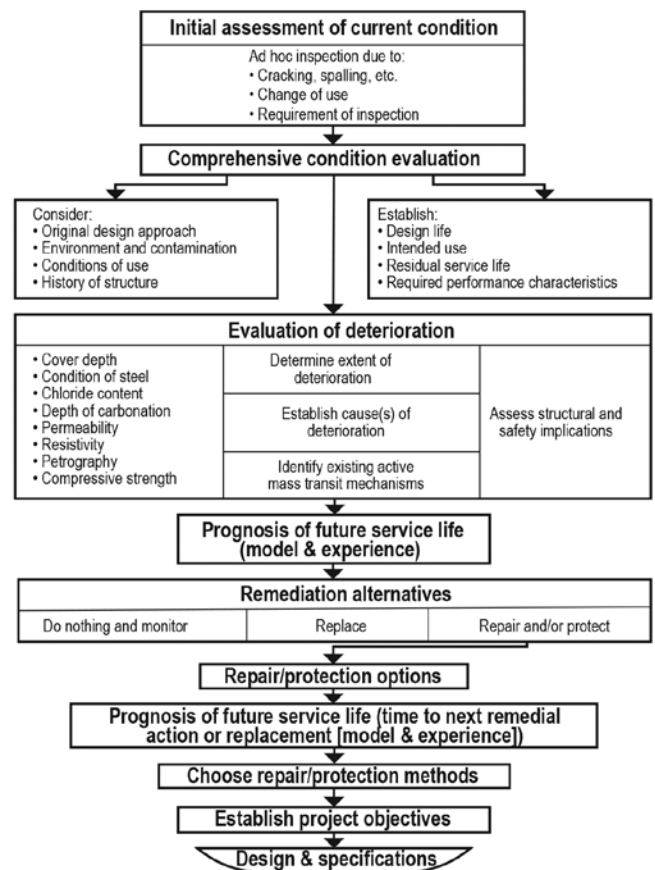 Initial assessment of current condition
Ad hoc inspection due to:
• Cracking, spalling, etc.
• Change of use
• Requirement of inspection
Comprehensive condition evaluation
Consider:
• Original design approach
• Environment and contamination
• Conditions of use
• History of structure
Establish:
• Design life
• Intended use
• Residual service life
• Required performance characteristics
Evaluation of deterioration
• Cover depth
• Condition of steel
• Chloride content
• Depth of carbonation
• Permeability
• Resistivity
• Petrography
• Compressive strength
Determine extent of
deterioration
Establish cause(s) of
deterioration
Identify existing active
mass transit mechanisms
Assess structural and
safety implications
Prognosis of future service life
(model & experience)
Remediation alternatives
Do nothing and monitor
Replace
Repair and/or protect
Repair/protection options
Prognosis of future service life (time to next remedial
action or replacement [model & experience])
Choose repair/protection methods
Establish project objectives
Design & specifications